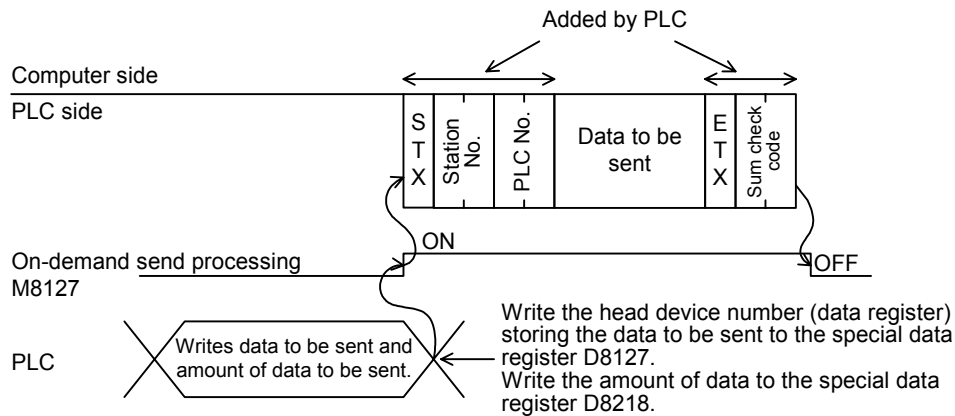 Added by PLC
Computer side
PLC side
S
T
X
Station
No.
PLC No.
Data to be
sent
E
T
X
Sum check
code
ON
On-demand send processing
M8127
OFF
PLC
Writes data to be sent and
amount of data to be sent.
Write the head device number (data register)
storing the data to be sent to the special data
register D8127.
Write the amount of data to the special data
register D8218.